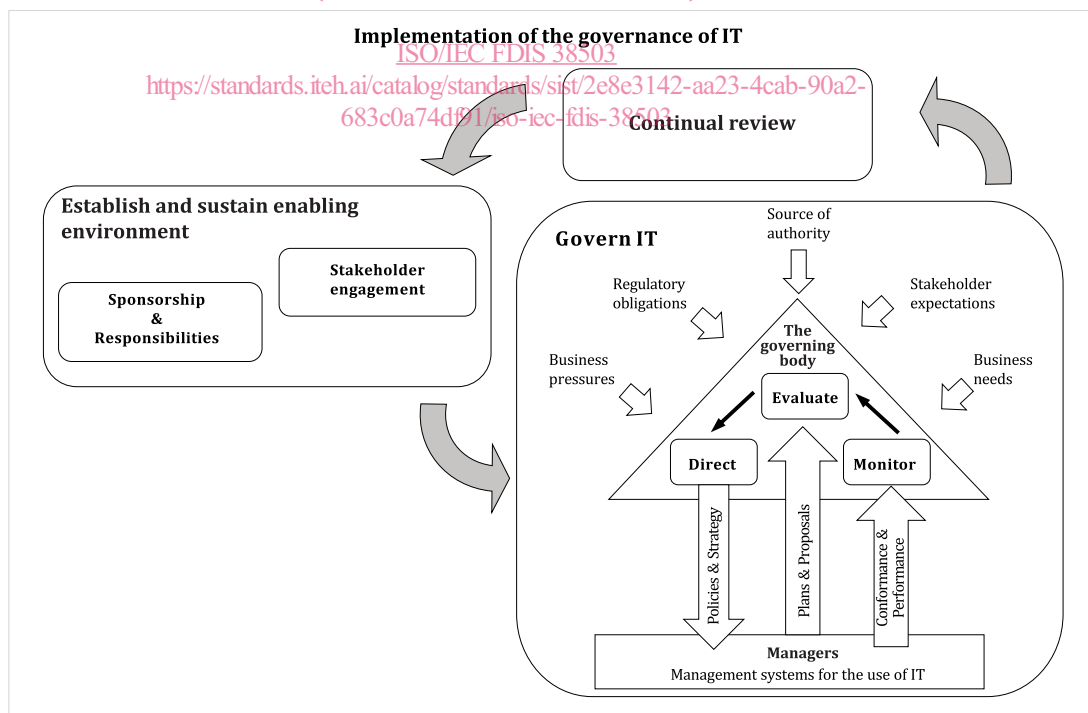 Implementation of the governance of IT
ISO/IEC FDIS 38503
https://standards.iteh.ai/catalog/standards/sist/2e8e3142-aa23-4cab-90a2-
683c0a74df91/iso-iec-fdis-38503
Continual review
Establish and sustain enabling
environment
Stakeholder
engagement
Sponsorship
&
Responsibilities
Govern IT
Source of
authority
Regulatory
obligations
Stakeholder
expectations
Business
pressures
Business
needs
The
governing
body
Evaluate
Direct
Monitor
Policies & Strategy
Plans & Proposals
Conformance &
Performance
Managers
Management systems for the use of IT